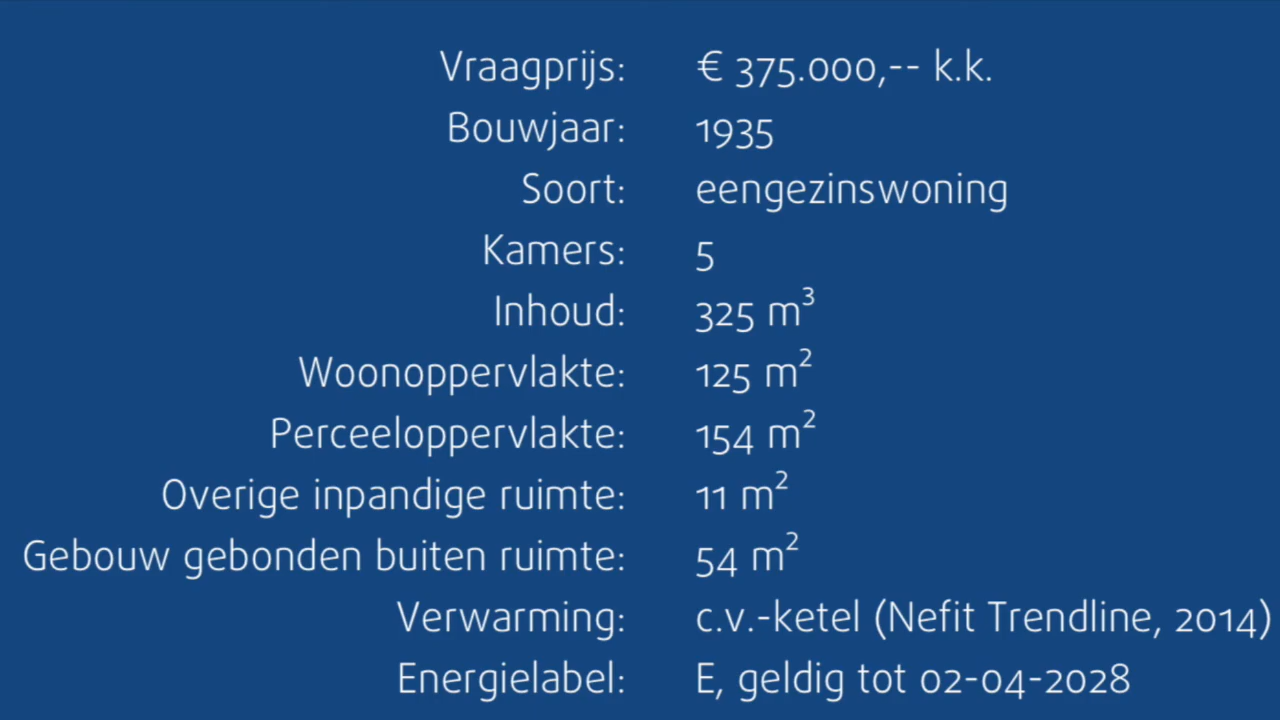 Vraagprijs: € 375.000,-- k.k.
Bouwjaar: 1935
Soort: eengezinswoning
Kamers: 5
Inhoud: 325 m³
Woonoppervlakte: 125 m²
Perceeloppervlakte: 154 m²
Overige inpandige ruimte: 11 m²
Gebouw gebonden buiten ruimte: 54 m²
Verwarming: c.v.-ketel (Nefit Trendline, 2014)
Energielabel: E, geldig tot 02-04-2028